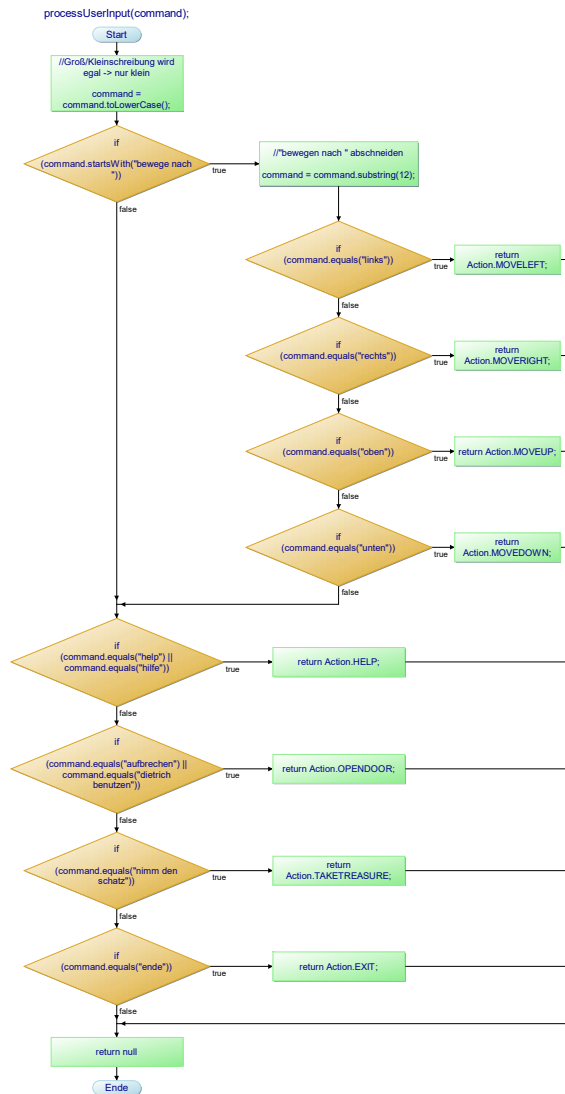 processUserInput(command);
Start
//Groß/Kleinschreibung wird
egal -> nur klein
command =
command.toLowerCase();
if
(command.startsWith("bewege nach
"))
true
false
//"bewegen nach " abschneiden
command = command.substring(12);
if
(command.equals("links"))
true
false
return
Action.MOVELEFT;
if
(command.equals("rechts"))
true
false
return
Action.MOVERIGHT;
if
(command.equals("oben"))
true
false
return Action.MOVEUP;
if
(command.equals("unten"))
true
false
return
Action.MOVEDOWN;
if
(command.equals("help") ||
command.equals("hilfe"))
true
false
return Action.HELP;
if
(command.equals("aufbrechen") ||
command.equals("dietrich
benutzen"))
true
false
return Action.OPENDOOR;
if
(command.equals("nimm den
schatz"))
true
false
return
Action.TAKETREASURE;
if
(command.equals("ende"))
true
false
return Action.EXIT;
return null
Ende